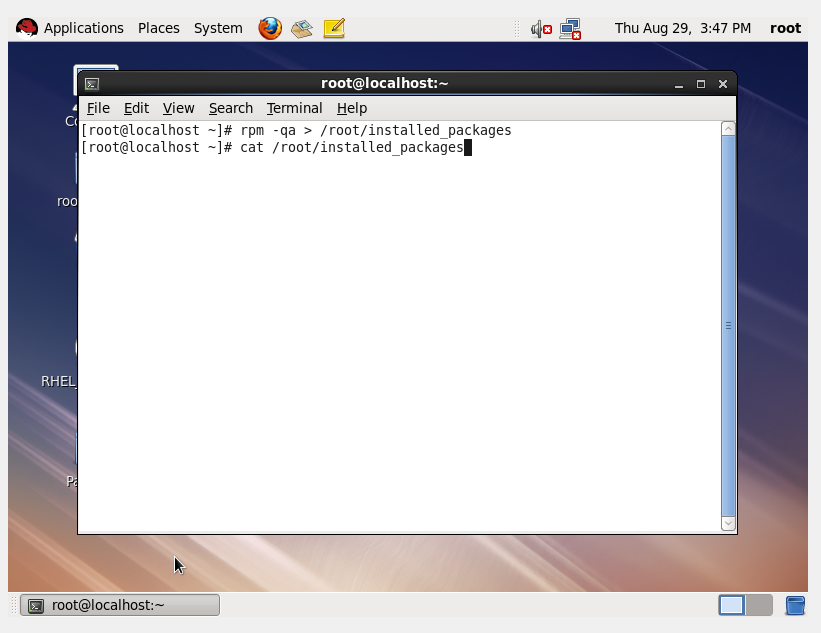 Applications Places System Thu Aug 29, 3:47 PM root
root@localhost:~
File Edit View Search Terminal Help
[root@localhost ~]# rpm -qa > /root/installed_packages
[root@localhost ~]# cat /root/installed_packages
root@localhost:~